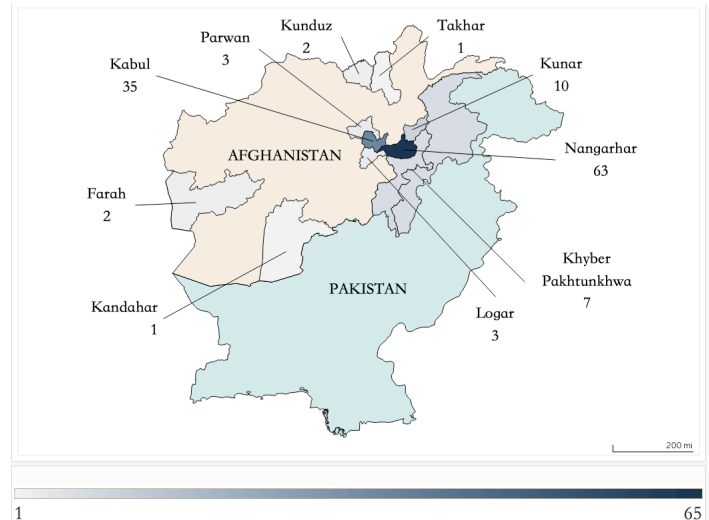 Kunduz
2
Takhar
1
Parwan
3
Kabul
35
Kunar
10
Nangarhar
63
AFGHANISTAN
Farah
2
Khyber
Pakhtunkhwa
7
PAKISTAN
Kandahar
1
Logar
3
200 mi
1
65